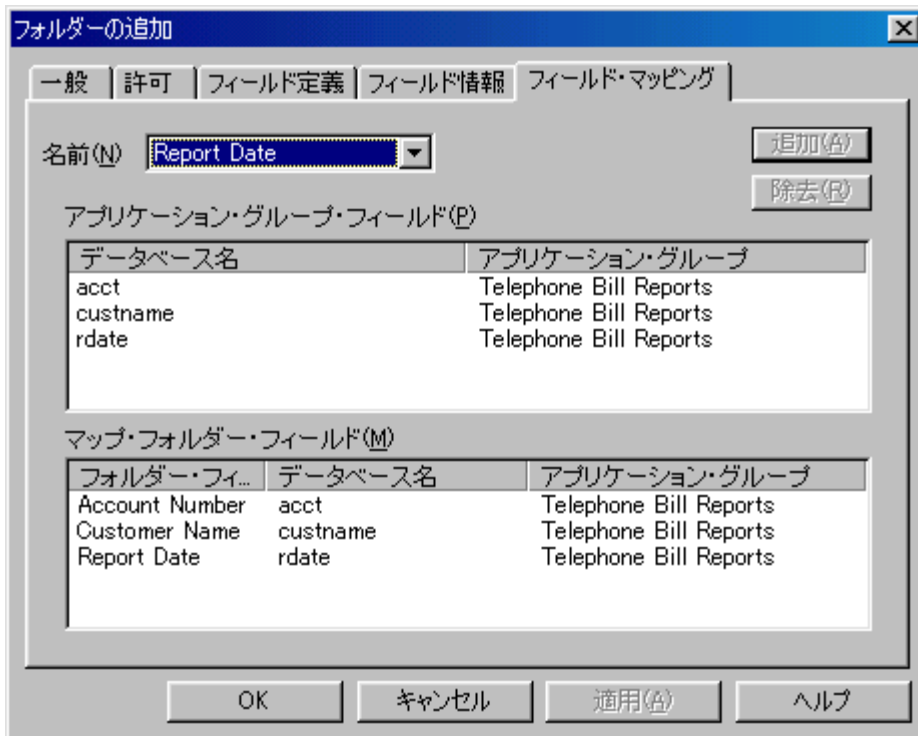 フォルダーの追加
一般 許可 フィールド定義 フィールド情報 フィールド・マッピング
名前(N) Report Date 追加(A)
除去(R)
アプリケーション・グループ・フィールド(P)
データベース名 アプリケーション・グループ
acct Telephone Bill Reports
custname Telephone Bill Reports
rdate Telephone Bill Reports
マップ・フォルダー・フィールド(M)
フォルダー・フィ... データベース名 アプリケーション・グループ
Account Number acct Telephone Bill Reports
Customer Name custname Telephone Bill Reports
Report Date rdate Telephone Bill Reports
OK キャンセル 適用(A) ヘルプ